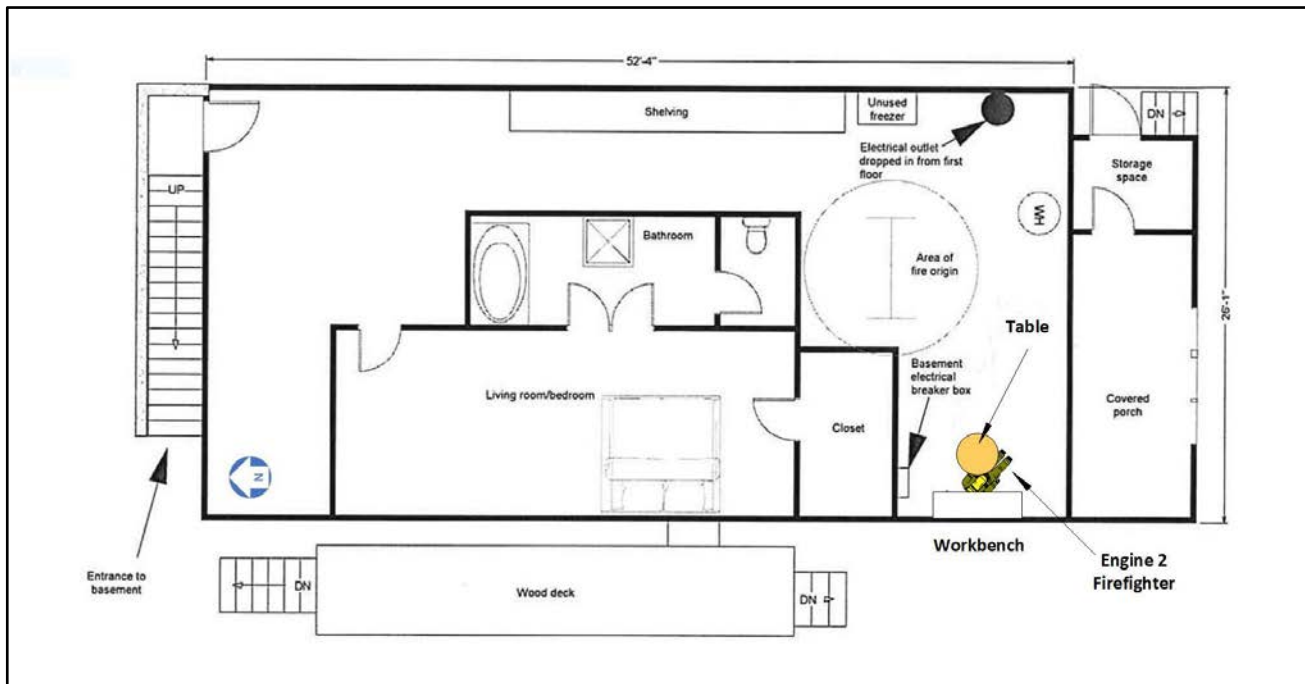 52'-4"
Shelving
Unused
freezer
DN
Electrical outlet
dropped in from first
floor
Storage
space
UP
WH
Bathroom
Area of
fire origin
26'-1"
Table
Basement
electrical
breaker box
Living room/bedroom
Covered
porch
Closet
N
Workbench
Engine 2
Firefighter
Entrance to
basement
DN
Wood deck
DN